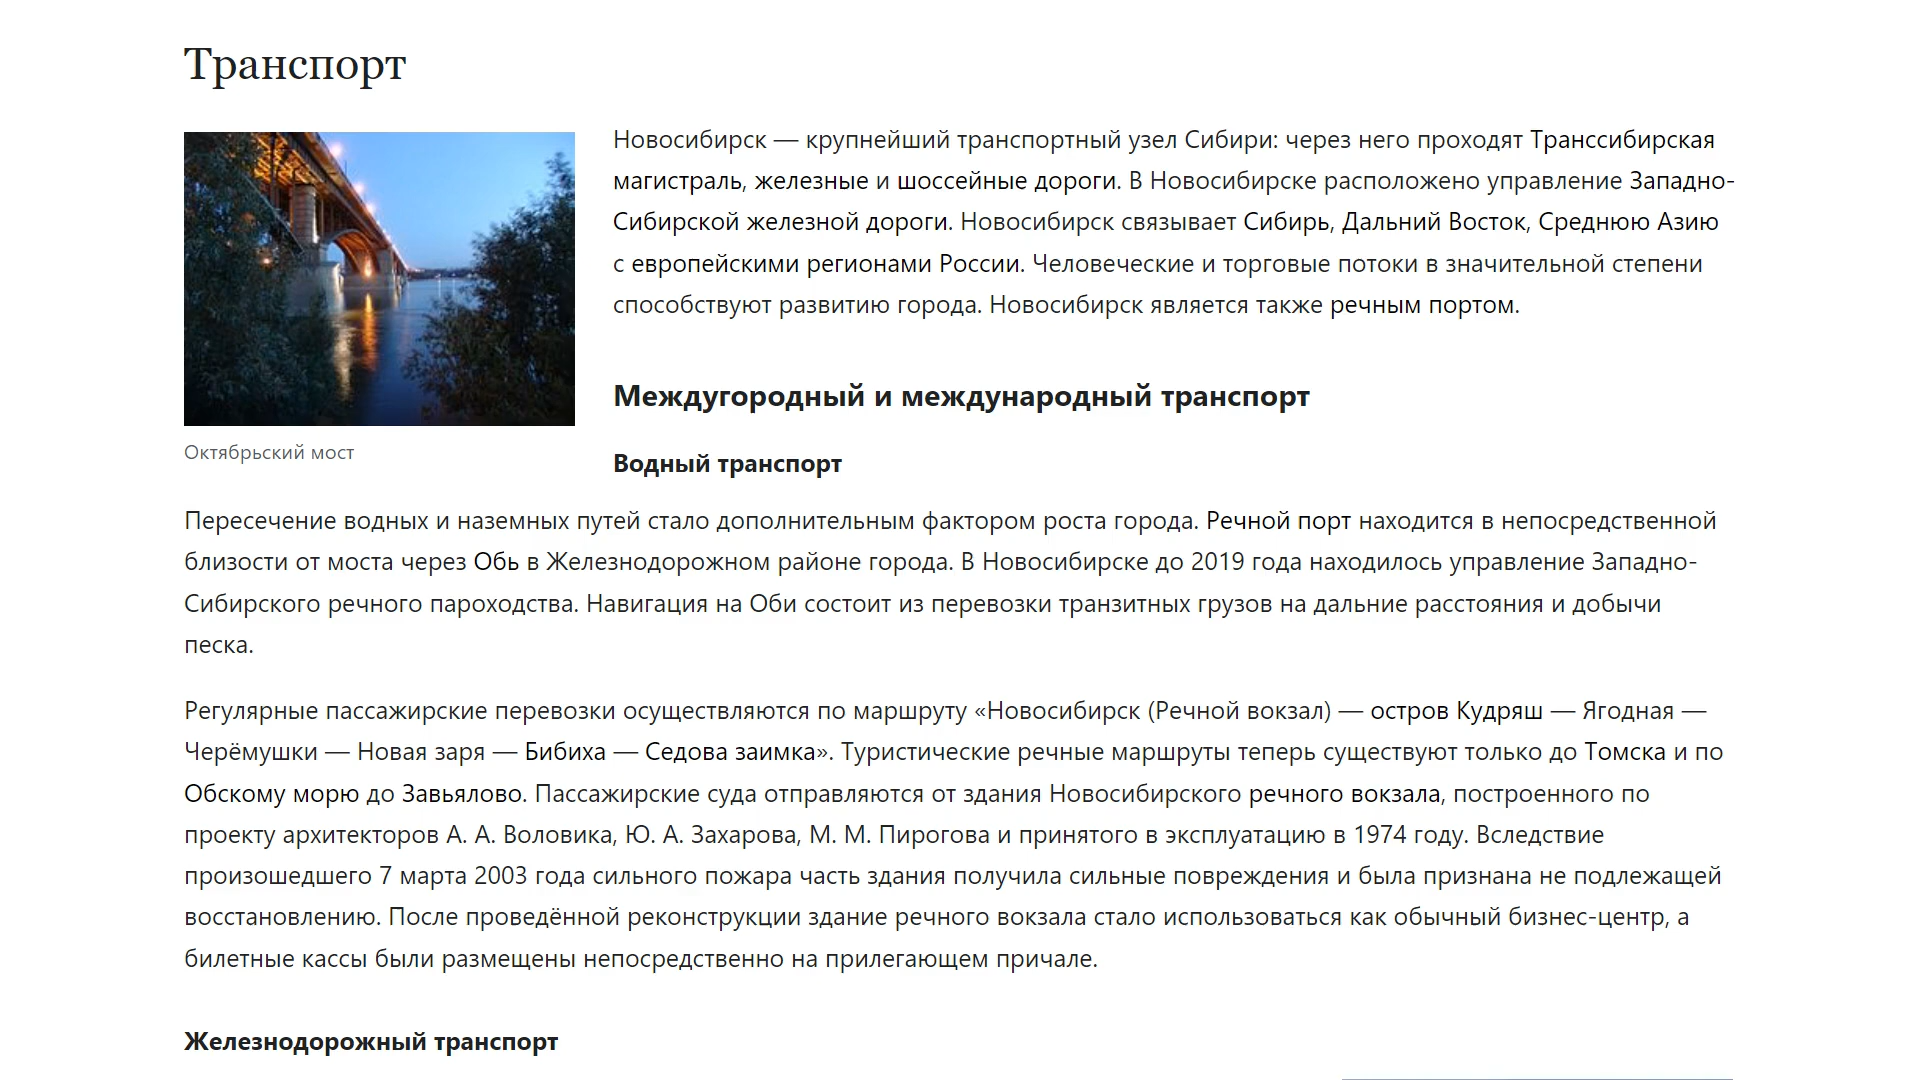 Транспорт
Новосибирск — крупнейший транспортный узел Сибири: через него проходят Транссибирская
магистраль, железные и шоссейные дороги. В Новосибирске расположено управление Западно-
Сибирской железной дороги. Новосибирск связывает Сибирь, Дальний Восток, Среднюю Азию
с европейскими регионами России. Человеческие и торговые потоки в значительной степени
способствуют развитию города. Новосибирск является также речным портом.
Октябрьский мост
Междугородный и международный транспорт
Водный транспорт
Пересечение водных и наземных путей стало дополнительным фактором роста города. Речной порт находится в непосредственной
близости от моста через Обь в Железнодорожном районе города. В Новосибирске до 2019 года находилось управление Западно-
Сибирского речного пароходства. Навигация на Оби состоит из перевозки транзитных грузов на дальние расстояния и добычи
песка.
Регулярные пассажирские перевозки осуществляются по маршруту «Новосибирск (Речной вокзал) — остров Кудряш — Ягодная —
Черёмушки — Новая заря — Бибиха — Седова заимка». Туристические речные маршруты теперь существуют только до Томска и по
Обскому морю до Завьялово. Пассажирские суда отправляются от здания Новосибирского речного вокзала, построенного по
проекту архитекторов А. А. Воловика, Ю. А. Захарова, М. М. Пирогова и принятого в эксплуатацию в 1974 году. Вследствие
произошедшего 7 марта 2003 года сильного пожара часть здания получила сильные повреждения и была признана не подлежащей
восстановлению. После проведённой реконструкции здание речного вокзала стало использоваться как обычный бизнес-центр, а
билетные кассы были размещены непосредственно на прилегающем причале.
Железнодорожный транспорт